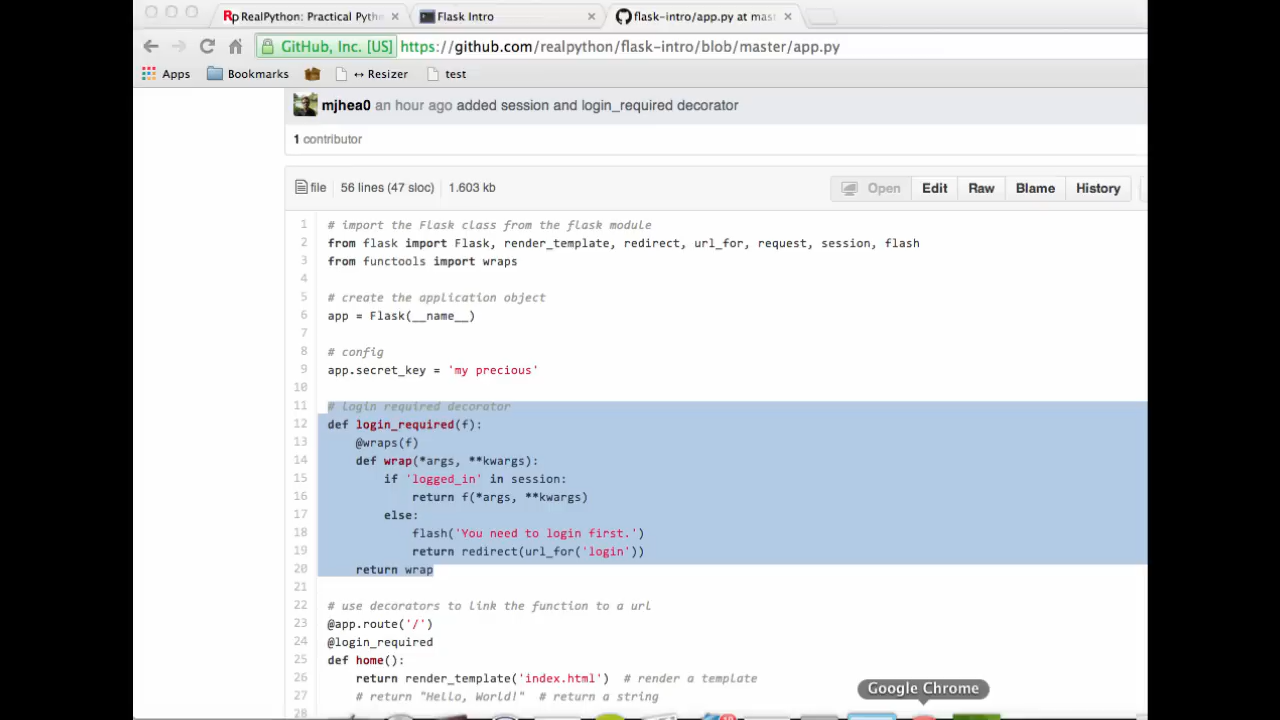 RealPython: Practical Pyth
Flask Intro
flask-intro/app.py at mast
GitHub, Inc. [US] https://github.com/realpython/flask-intro/blob/master/app.py
Apps Bookmarks ↔ Resizer test
mjhea0 an hour ago added session and login_required decorator
1 contributor
file 56 lines (47 sloc) 1.603 kb Open Edit Raw Blame History
1 # import the Flask class from the flask module
2 from flask import Flask, render_template, redirect, url_for, request, session, flash
3 from functools import wraps
4
5 # create the application object
6 app = Flask(__name__)
7
8 # config
9 app.secret_key = 'my precious'
10
11 # login required decorator
12 def login_required(f):
13 @wraps(f)
14 def wrap(*args, **kwargs):
15 if 'logged_in' in session:
16 return f(*args, **kwargs)
17 else:
18 flash('You need to login first.')
19 return redirect(url_for('login'))
20 return wrap
21
22 # use decorators to link the function to a url
23 @app.route('/')
24 @login_required
25 def home():
26 return render_template('index.html') # render a template
27 # return "Hello, World!" # return a string
28
Google Chrome